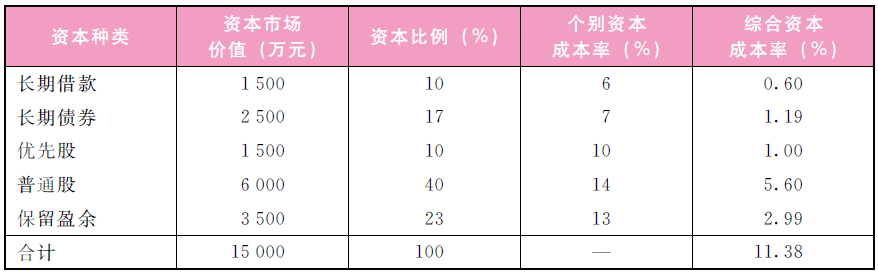 资本种类 资本市场价值（万元） 资本比例（%） 个别资本成本率（%） 综合资本成本率（%）
长期借款 1 500 10 6 0.60
长期债券 2 500 17 7 1.19
优先股 1 500 10 10 1.00
普通股 6 000 40 14 5.60
保留盈余 3 500 23 13 2.99
合计 15 000 100 — 11.38